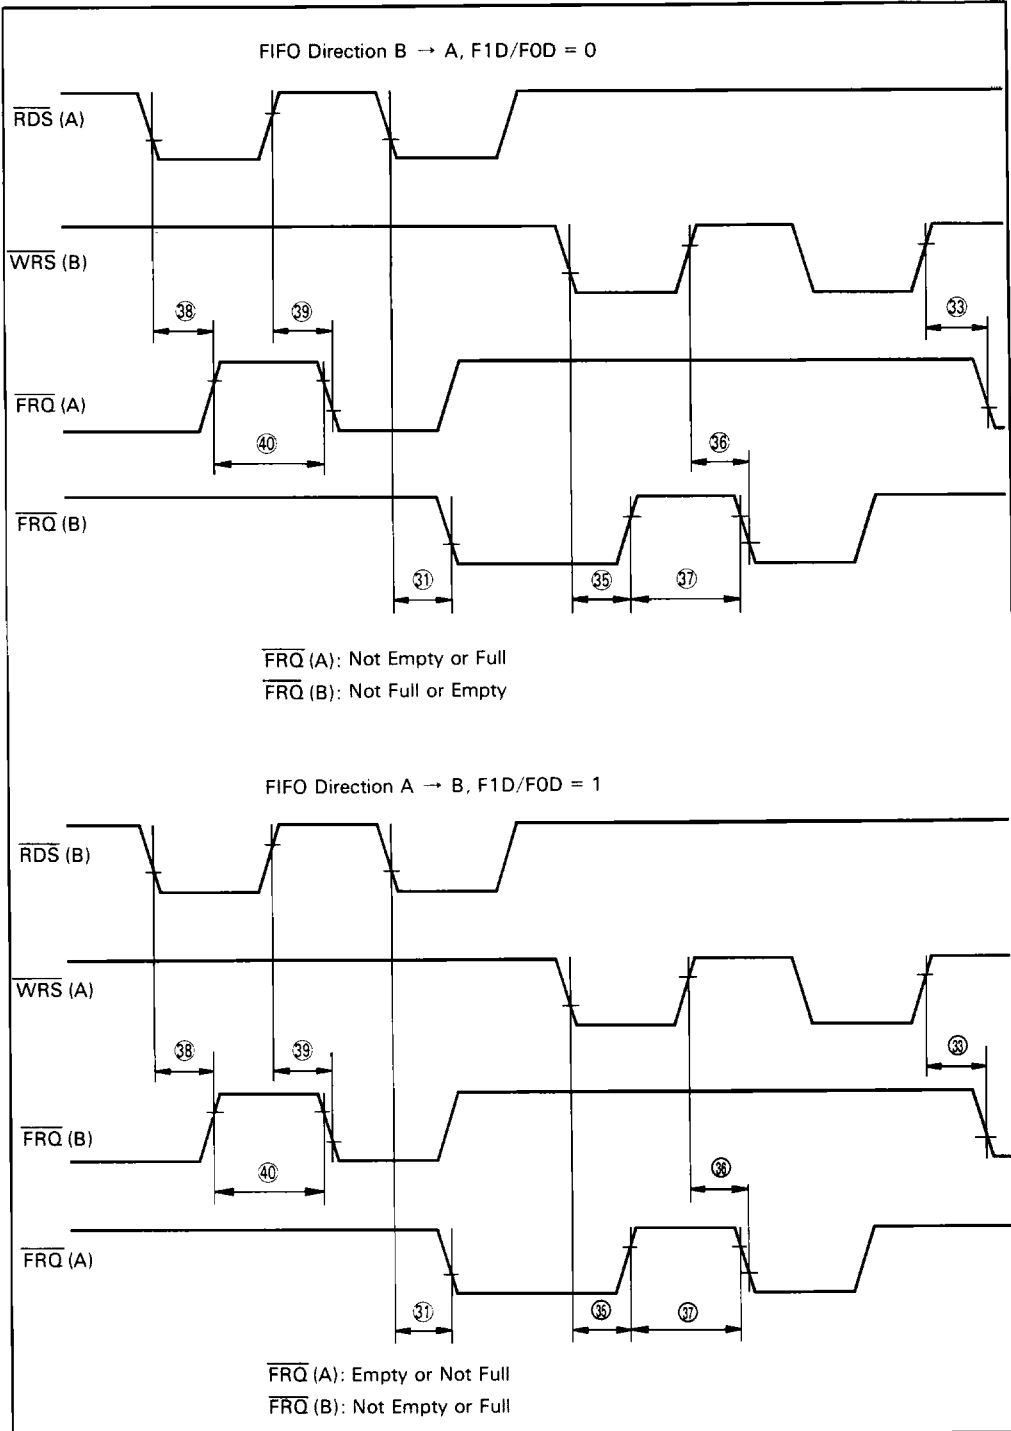 FIFO Direction B → A, F1D/F0D = 0
RDS (A)
WRS (B)
38 39 33
FRQ (A)
40 36
FRQ (B)
31 35 37
FRQ (A): Not Empty or Full
FRQ (B): Not Full or Empty
FIFO Direction A → B, F1D/F0D = 1
RDS (B)
WRS (A)
38 39 33
FRQ (B)
40 36
FRQ (A)
31 35 37
FRQ (A): Empty or Not Full
FRQ (B): Not Empty or Full